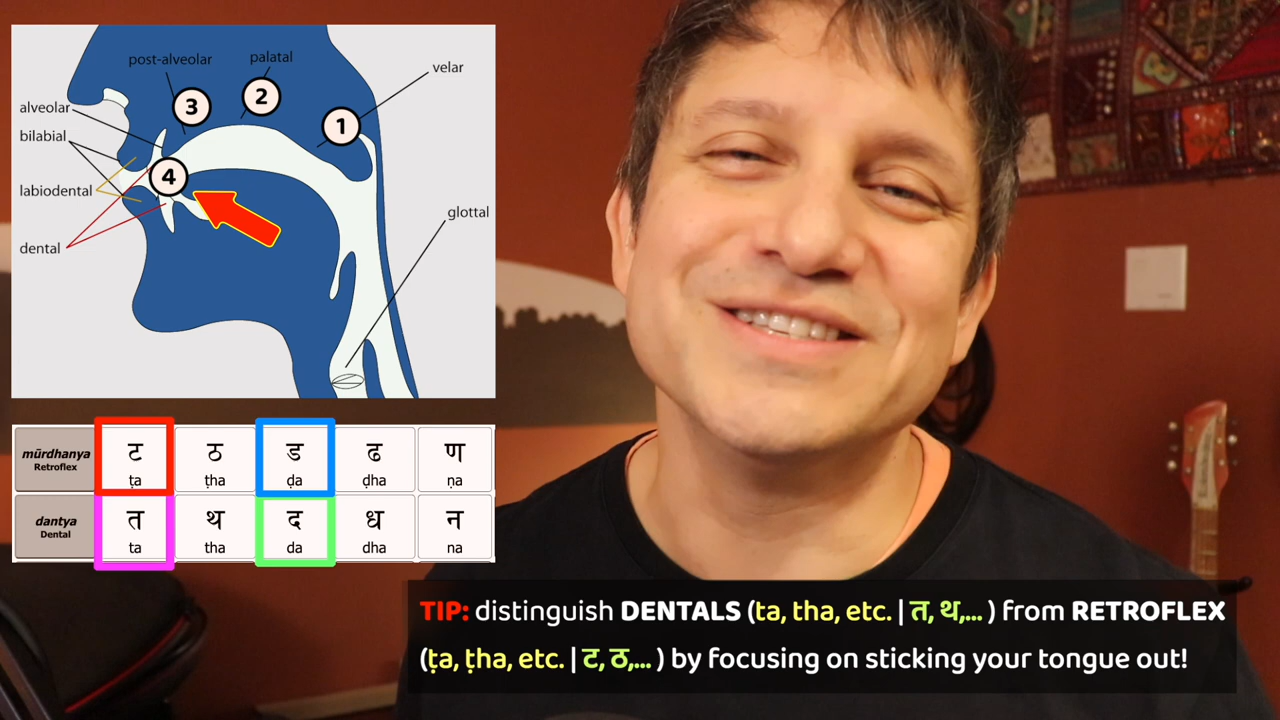 post-alveolar
palatal
velar
3
2
1
alveolar
bilabial
4
labiodental
dental
glottal
mūrdhanya
Retroflex
ट ठ ड ढ ण
ṭa ṭha ḍa ḍha ṇa
dantya
Dental
त थ द ध न
ta tha da dha na
TIP: distinguish DENTALS (ta, tha, etc. | त, थ,... ) from RETROFLEX
(ṭa, ṭha, etc. | ट, ठ,... ) by focusing on sticking your tongue out!